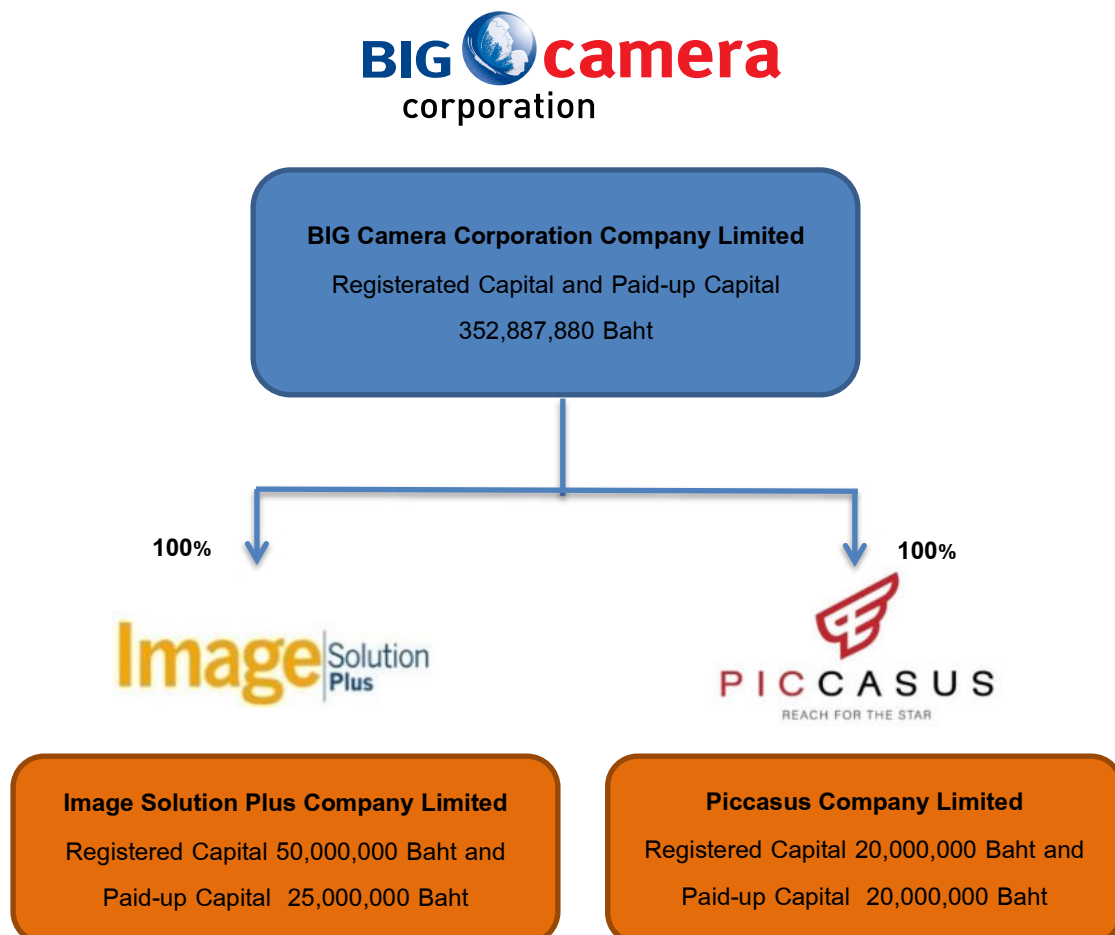 BIG camera
corporation
BIG Camera Corporation Company Limited
Registerated Capital and Paid-up Capital
352,887,880 Baht
100%
100%
Image Solution
Plus
PICCASUS
REACH FOR THE STAR
Image Solution Plus Company Limited
Registered Capital 50,000,000 Baht and
Paid-up Capital 25,000,000 Baht
Piccasus Company Limited
Registered Capital 20,000,000 Baht and
Paid-up Capital 20,000,000 Baht